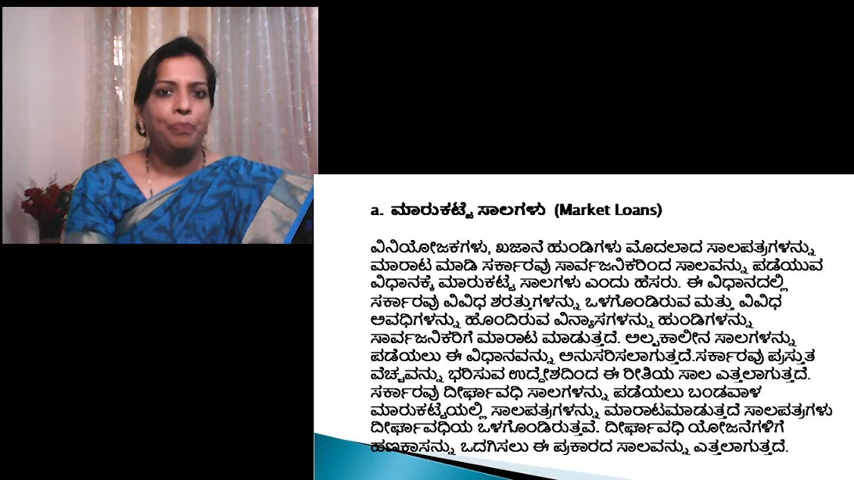 a. ಮಾರುಕಟ್ಟೆ ಸಾಲಗಳು (Market Loans)
ವಿನಿಯೋಜಕಗಳು, ಖಜಾನೆ ಹುಂಡಿಗಳು ಮೊದಲಾದ ಸಾಲಪತ್ರಗಳನ್ನು
ಮಾರಾಟ ಮಾಡಿ ಸರ್ಕಾರವು ಸಾರ್ವಜನಿಕರಿಂದ ಸಾಲವನ್ನು ಪಡೆಯುವ
ವಿಧಾನಕ್ಕೆ ಮಾರುಕಟ್ಟೆ ಸಾಲಗಳು ಎಂದು ಹೆಸರು. ಈ ವಿಧಾನದಲ್ಲಿ
ಸರ್ಕಾರವು ವಿವಿಧ ಶರತ್ತುಗಳನ್ನು ಒಳಗೊಂಡಿರುವ ಮತ್ತು ವಿವಿಧ
ಅವಧಿಗಳನ್ನು ಹೊಂದಿರುವ ವಿನ್ಯಾಸಗಳನ್ನು ಹುಂಡಿಗಳನ್ನು
ಸಾರ್ವಜನಿಕರಿಗೆ ಮಾರಾಟ ಮಾಡುತ್ತದೆ. ಅಲ್ಪಕಾಲೀನ ಸಾಲಗಳನ್ನು
ಪಡೆಯಲು ಈ ವಿಧಾನವನ್ನು ಅನುಸರಿಸಲಾಗುತ್ತದೆ.ಸರ್ಕಾರವು ಪ್ರಸ್ತುತ
ವೆಚ್ಚವನ್ನು ಭರಿಸುವ ಉದ್ದೇಶದಿಂದ ಈ ರೀತಿಯ ಸಾಲ ಎತ್ತಲಾಗುತ್ತದೆ.
ಸರ್ಕಾರವು ದೀರ್ಘಾವಧಿ ಸಾಲಗಳನ್ನು ಪಡೆಯಲು ಬಂಡವಾಳ
ಮಾರುಕಟ್ಟೆಯಲ್ಲಿ ಸಾಲಪತ್ರಗಳನ್ನು ಮಾರಾಟಮಾಡುತ್ತದೆ ಸಾಲಪತ್ರಗಳು
ದೀರ್ಘಾವಧಿಯ ಒಳಗೊಂಡಿರುತ್ತವೆ. ದೀರ್ಘಾವಧಿ ಯೋಜನೆಗಳಿಗೆ
ಹಣಕಾಸನ್ನು ಒದಗಿಸಲು ಈ ಪ್ರಕಾರದ ಸಾಲವನ್ನು ಎತ್ತಲಾಗುತ್ತದೆ.